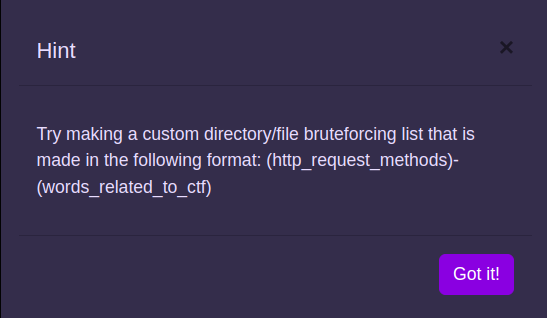 Hint
Try making a custom directory/file bruteforcing list that is
made in the following format: (http_request_methods)-
(words_related_to_ctf)
Got it!